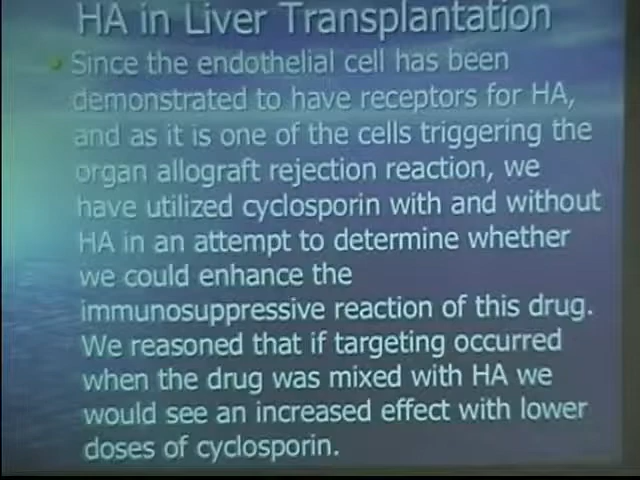 HA in Liver Transplantation
Since the endothelial cell has been
demonstrated to have receptors for HA,
and as it is one of the cells triggering the
organ allograft rejection reaction, we
have utilized cyclosporin with and without
HA in an attempt to determine whether
we could enhance the
immunosuppressive reaction of this drug.
We reasoned that if targeting occurred
when the drug was mixed with HA we
would see an increased effect with lower
doses of cyclosporin.